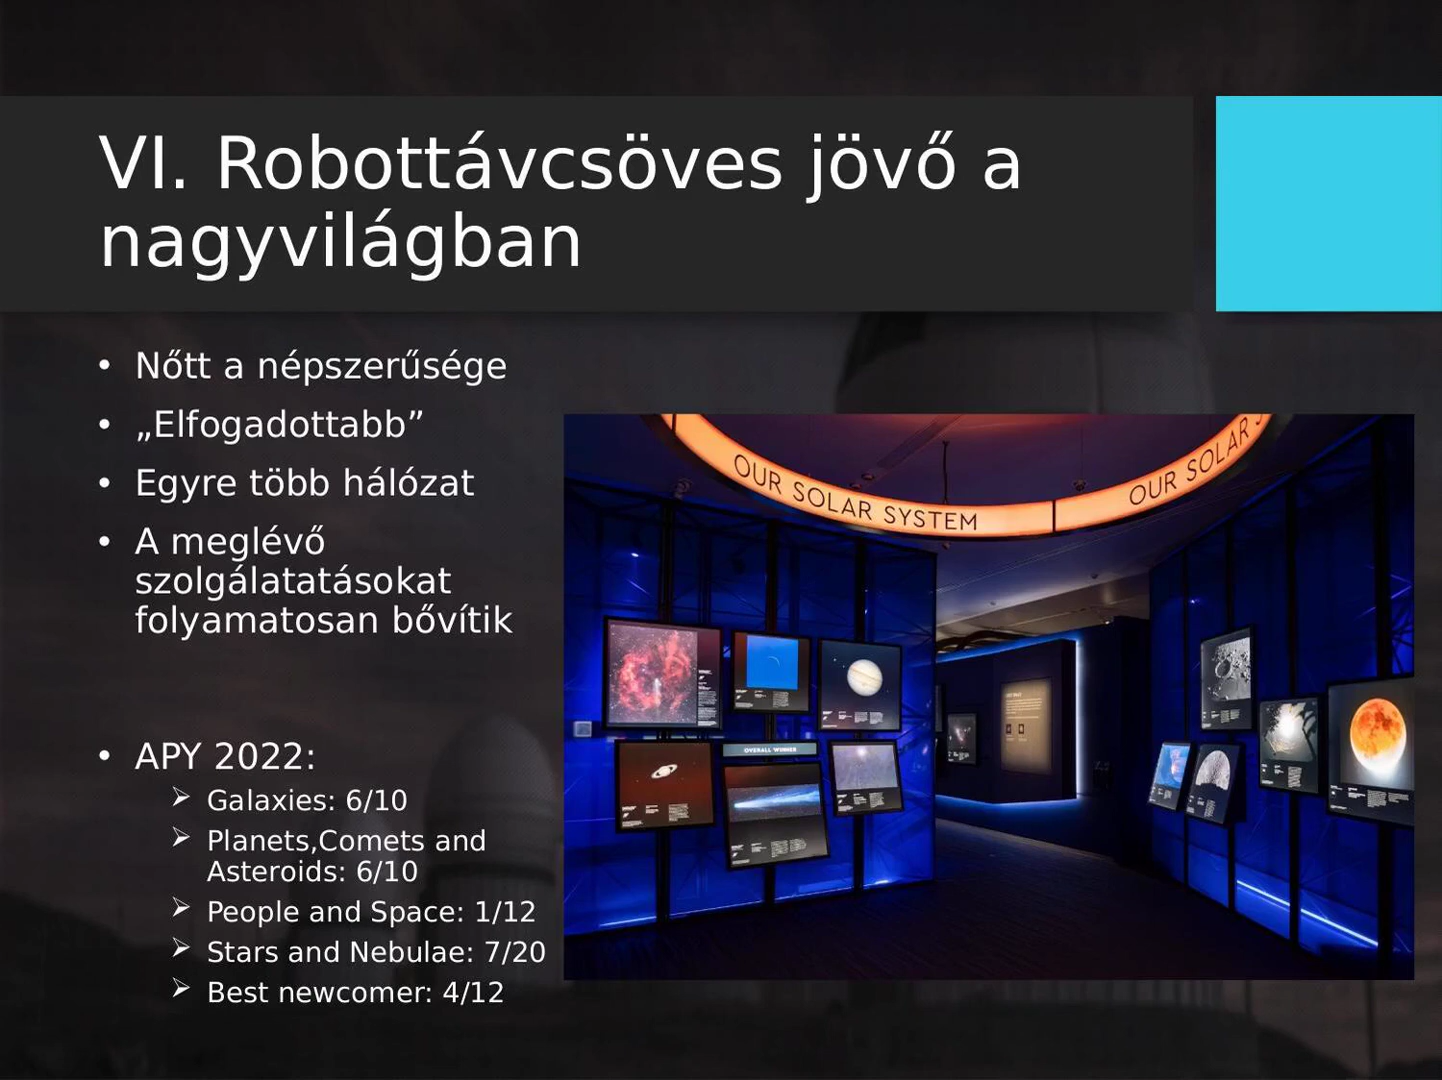 VI. Robottávcsöves jövő a
nagyvilágban
• Nőtt a népszerűsége
• „Elfogadottabb”
• Egyre több hálózat
• A meglévő
szolgálatatásokat
folyamatosan bővítik
• APY 2022:
➢ Galaxies: 6/10
➢ Planets,Comets and
Asteroids: 6/10
➢ People and Space: 1/12
➢ Stars and Nebulae: 7/20
➢ Best newcomer: 4/12
OUR SOLAR SYSTEM
OUR SOLAR S
OVERALL WINNER